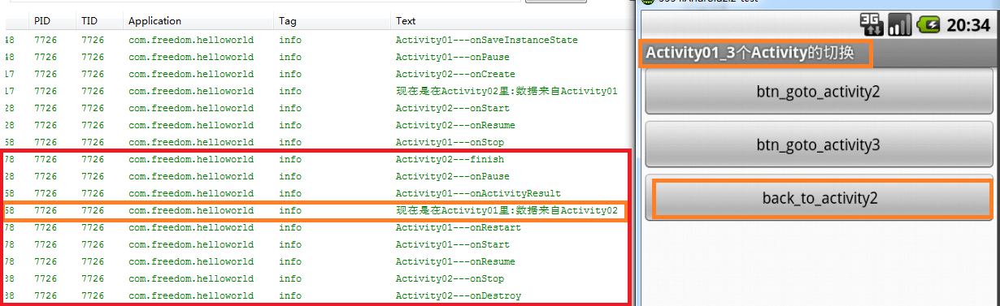 PID TID Application Tag Text
48 7726 7726 com.freedom.helloworld info Activity01---onSaveInstanceState
48 7726 7726 com.freedom.helloworld info Activity01---onPause
17 7726 7726 com.freedom.helloworld info Activity02---onCreate
17 7726 7726 com.freedom.helloworld info 现在是在Activity02里:数据来自Activity01
28 7726 7726 com.freedom.helloworld info Activity02---onStart
28 7726 7726 com.freedom.helloworld info Activity02---onResume
58 7726 7726 com.freedom.helloworld info Activity01---onStop
78 7726 7726 com.freedom.helloworld info Activity02---finish
28 7726 7726 com.freedom.helloworld info Activity02---onPause
58 7726 7726 com.freedom.helloworld info Activity01---onActivityResult
58 7726 7726 com.freedom.helloworld info 现在是在Activity01里:数据来自Activity02
78 7726 7726 com.freedom.helloworld info Activity01---onRestart
78 7726 7726 com.freedom.helloworld info Activity01---onStart
78 7726 7726 com.freedom.helloworld info Activity01---onResume
38 7726 7726 com.freedom.helloworld info Activity02---onStop
38 7726 7726 com.freedom.helloworld info Activity02---onDestroy
3G 20:34
Activity01_3个Activity的切换
btn_goto_activity2
btn_goto_activity3
back_to_activity2